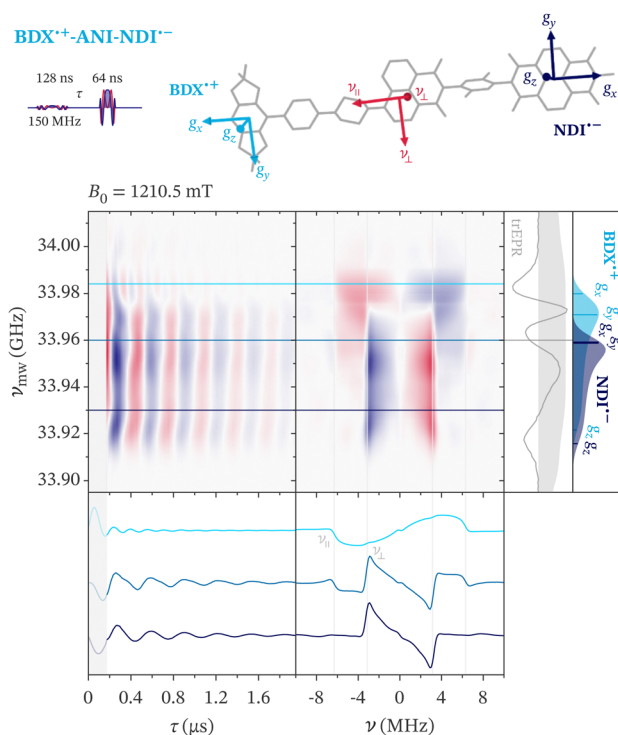 BDX•+-ANI-NDI•−
128 ns
64 ns
τ
150 MHz
BDX•+
gx
gz
gy
ν∥
ν⊥
ν⊥
gy
gz
gx
NDI•−
B0 = 1210.5 mT
νmw (GHz)
34.00
33.98
33.96
33.94
33.92
33.90
trEPR
BDX•+
gx
gy
gx
gy
NDI•−
gz
gz
ν∥
ν⊥
0
0.4
0.8
1.2
1.6
-8
-4
0
4
8
τ (μs)
ν (MHz)